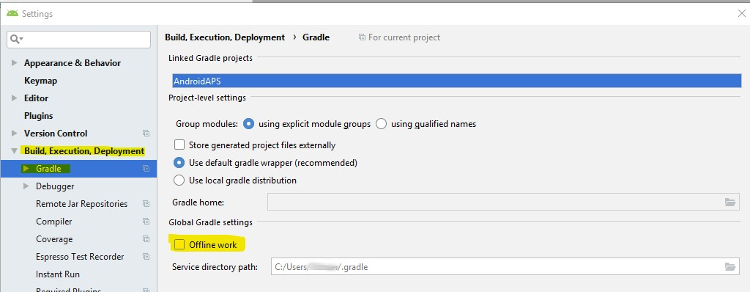 Settings
Build, Execution, Deployment › Gradle For current project
Appearance & Behavior
Keymap
Editor
Plugins
Version Control
Build, Execution, Deployment
Gradle
Debugger
Remote Jar Repositories
Compiler
Coverage
Espresso Test Recorder
Instant Run
Required Plugins
Linked Gradle projects
AndroidAPS
Project-level settings
Group modules: using explicit module groups using qualified names
Store generated project files externally
Use default gradle wrapper (recommended)
Use local gradle distribution
Gradle home:
Global Gradle settings
Offline work
Service directory path: C:/Users/ /.gradle